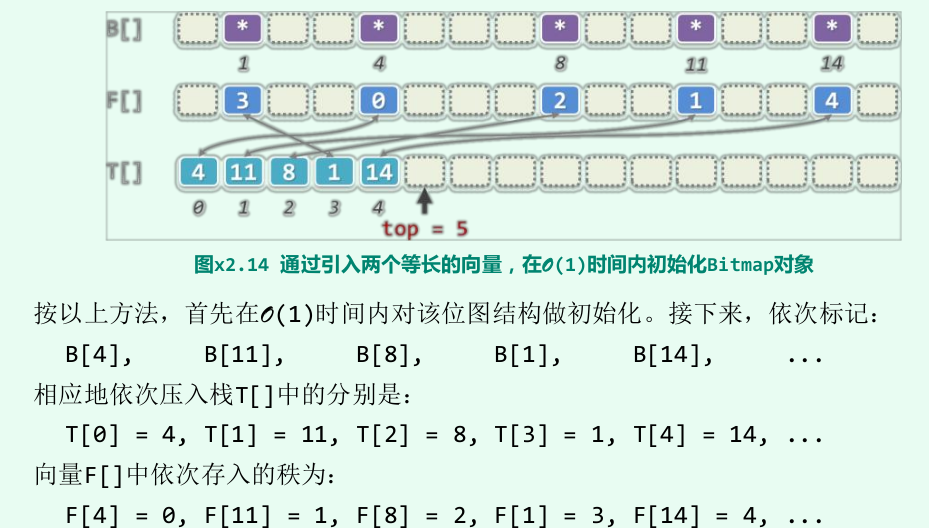 B[] * * * * *
1 4 8 11 14
F[] 3 0 2 1 4
T[] 4 11 8 1 14
0 1 2 3 4
top = 5
图x2.14 通过引入两个等长的向量，在O(1)时间内初始化Bitmap对象
按以上方法，首先在O(1)时间内对该位图结构做初始化。接下来，依次标记：
B[4], B[11], B[8], B[1], B[14], ...
相应地依次压入栈T[]中的分别是：
T[0] = 4, T[1] = 11, T[2] = 8, T[3] = 1, T[4] = 14, ...
向量F[]中依次存入的秩为：
F[4] = 0, F[11] = 1, F[8] = 2, F[1] = 3, F[14] = 4, ...